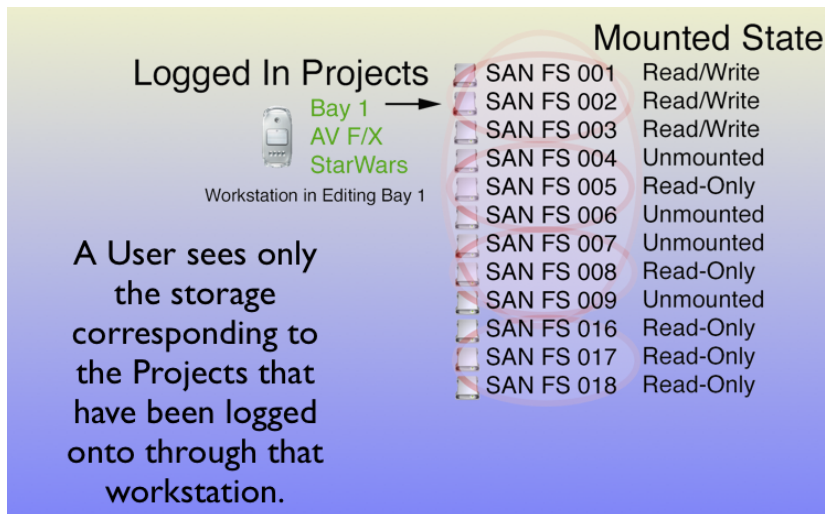 Mounted State
Logged In Projects
Bay 1
AV F/X
StarWars
Workstation in Editing Bay 1
SAN FS 001 Read/Write
SAN FS 002 Read/Write
SAN FS 003 Read/Write
SAN FS 004 Unmounted
SAN FS 005 Read-Only
SAN FS 006 Unmounted
SAN FS 007 Unmounted
SAN FS 008 Read-Only
SAN FS 009 Unmounted
SAN FS 016 Read-Only
SAN FS 017 Read-Only
SAN FS 018 Read-Only
A User sees only
the storage
corresponding to
the Projects that
have been logged
onto through that
workstation.